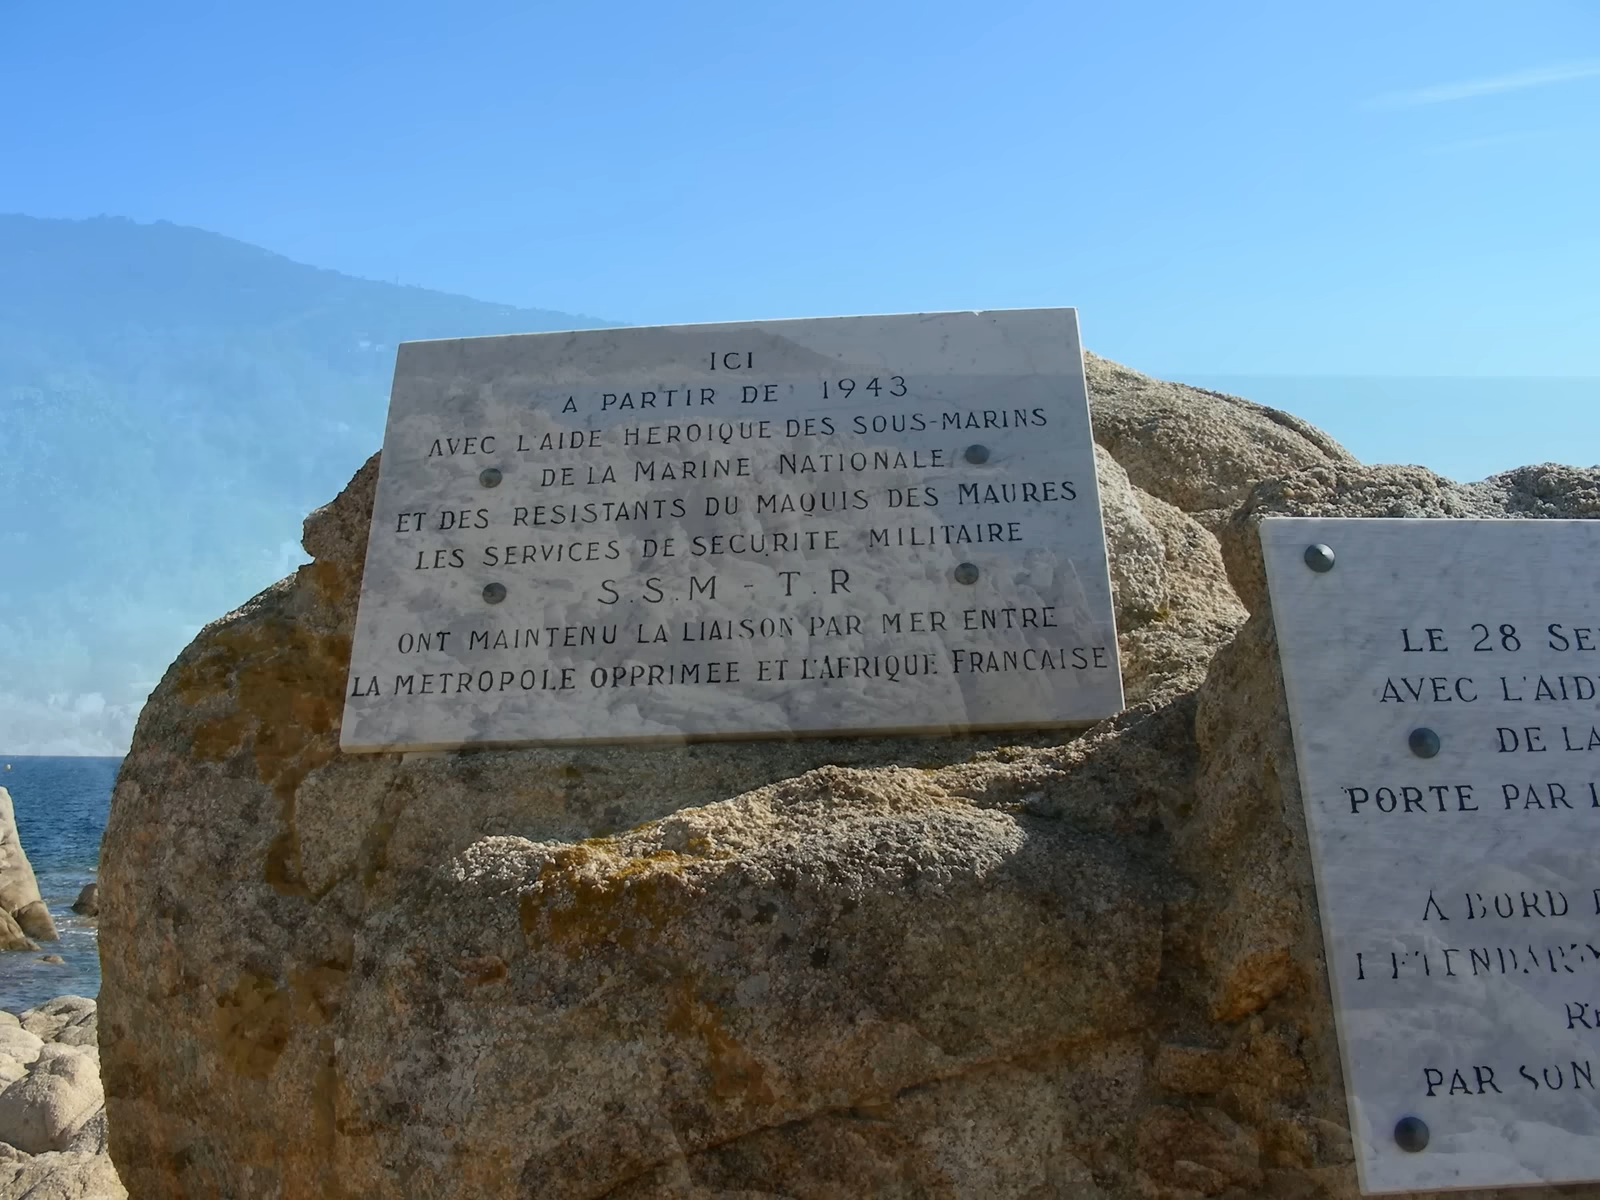 ICI
A PARTIR DE 1943
AVEC L'AIDE HEROIQUE DES SOUS-MARINS
DE LA MARINE NATIONALE
ET DES RESISTANTS DU MAQUIS DES MAURES
LES SERVICES DE SECURITE MILITAIRE
S.S.M - T.R
ONT MAINTENU LA LIAISON PAR MER ENTRE
LA METROPOLE OPPRIMEE ET L'AFRIQUE FRANCAISE
LE 28 SE
AVEC L'AID
DE LA
PORTE PAR
A BORD
PAR SON